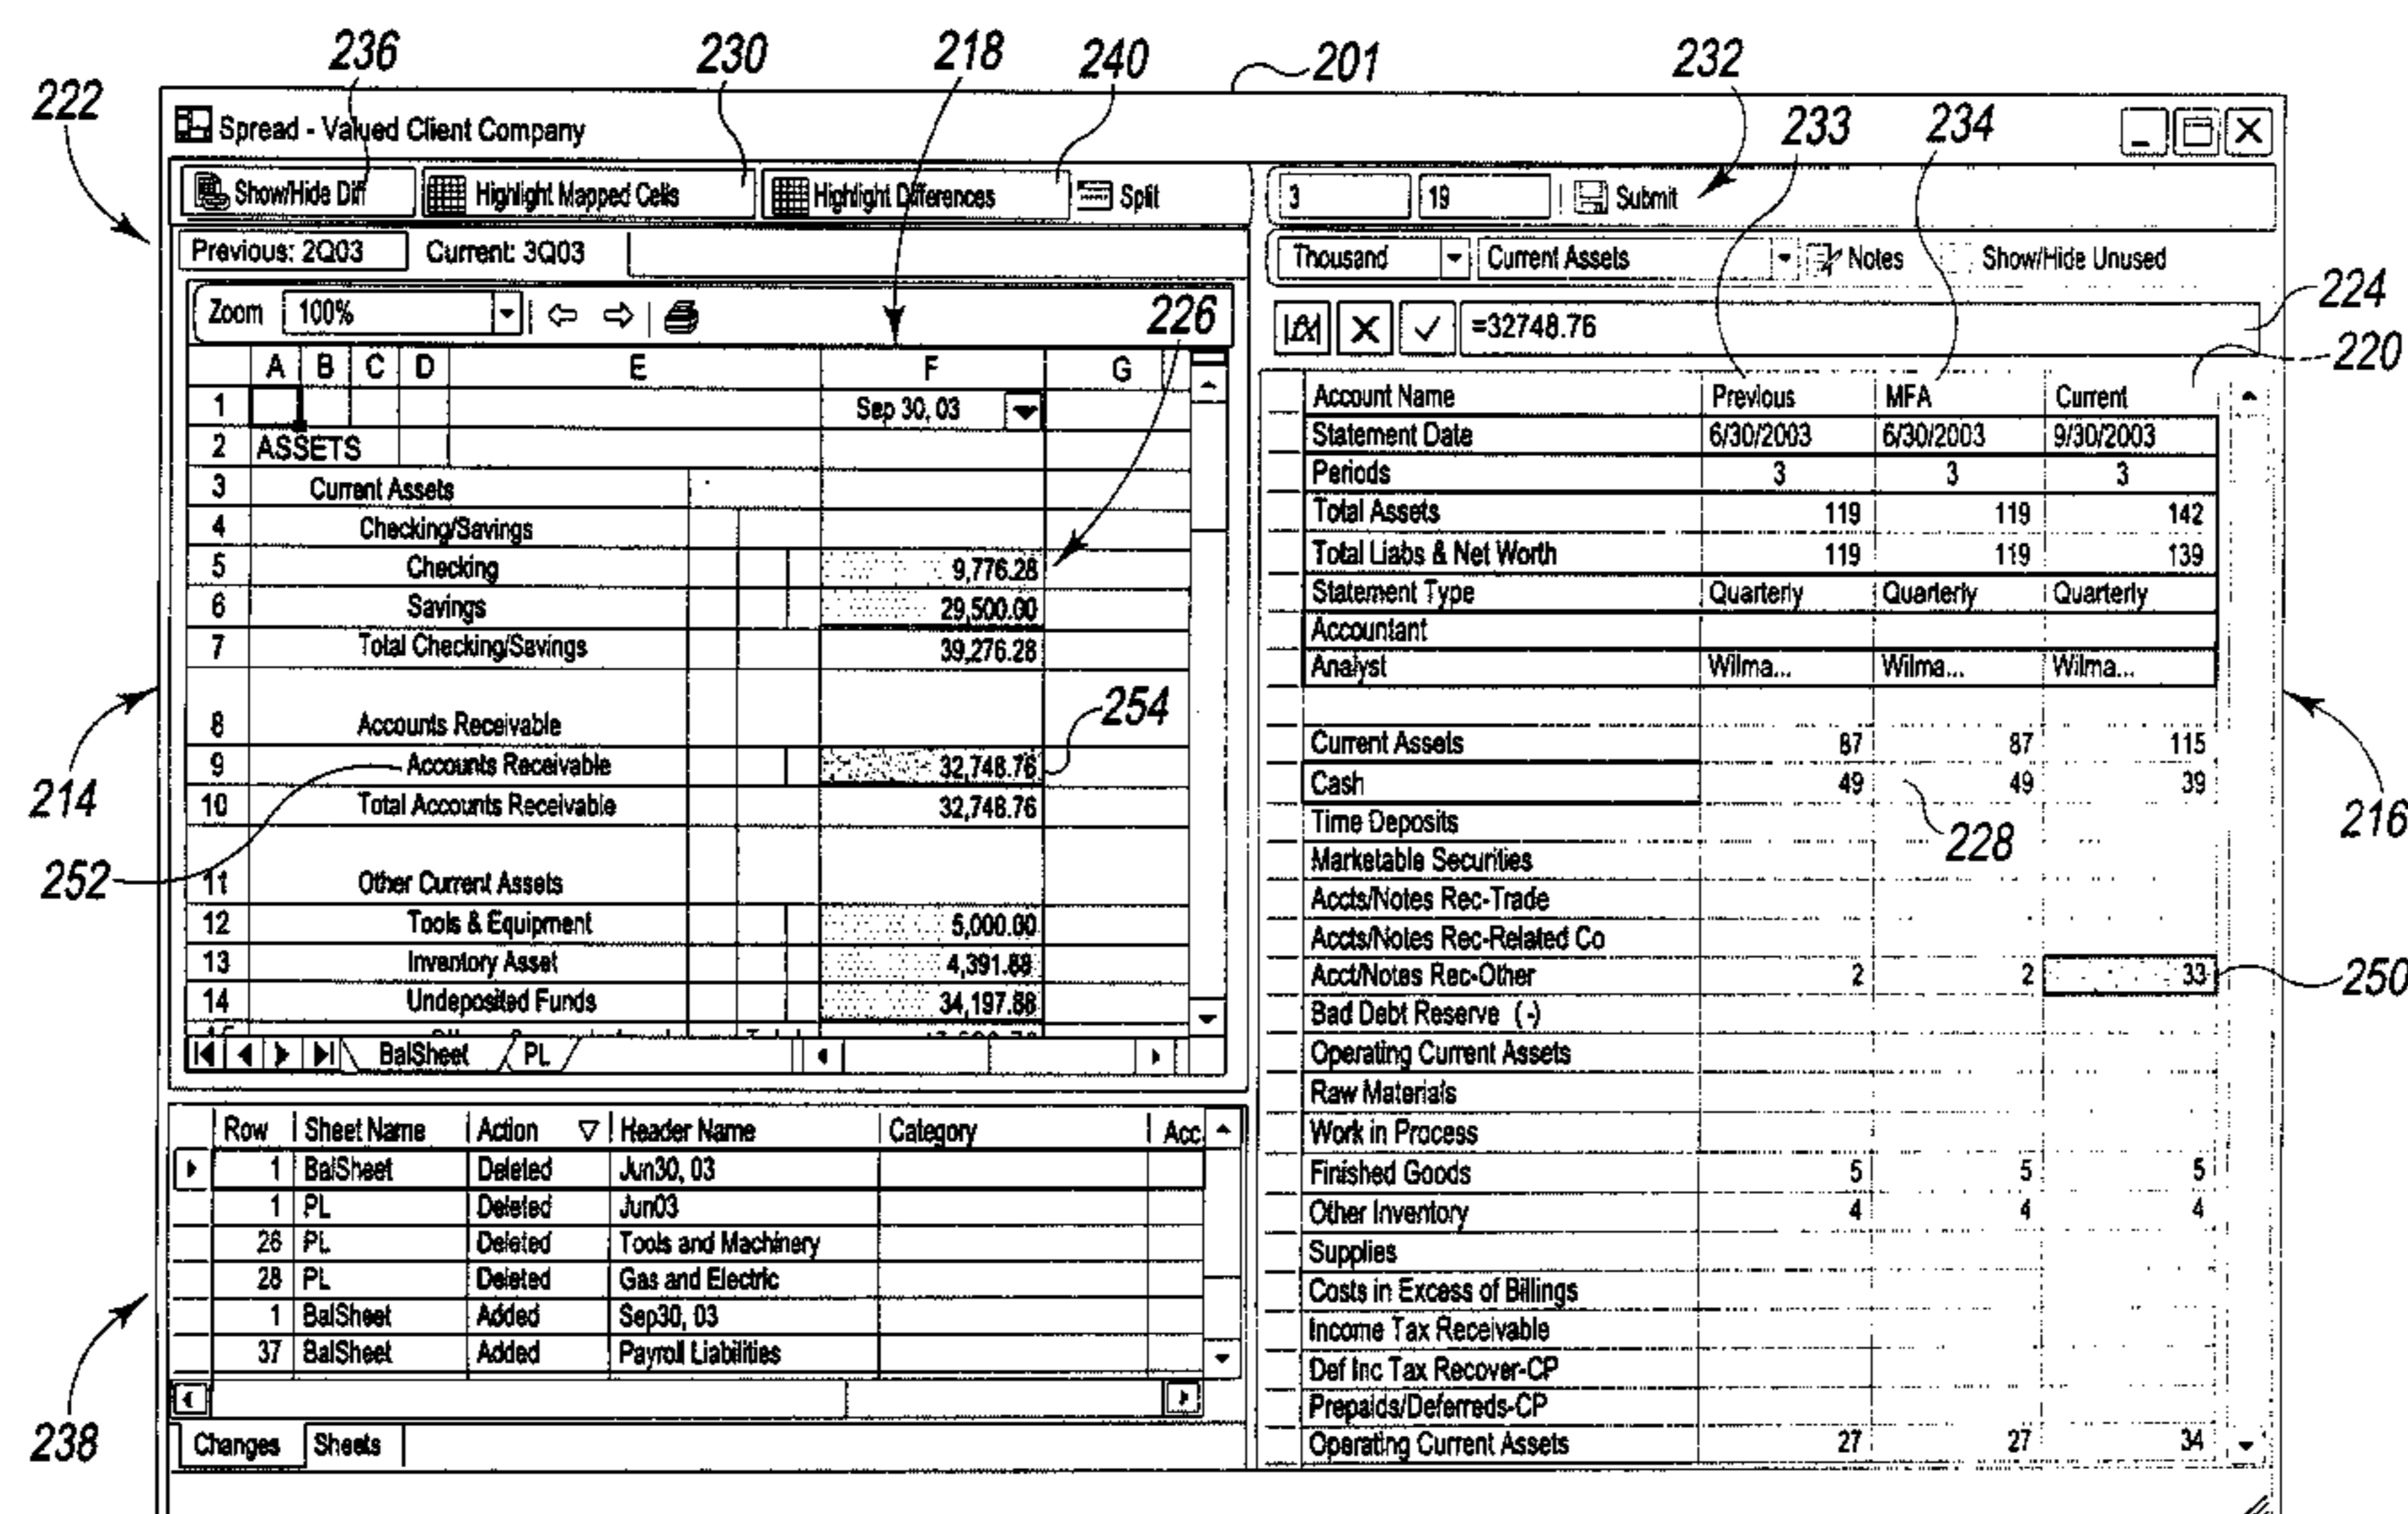 236 230 218 240 201 232
222 233 234
Spread - Valued Client Company
Show/Hide Diff Highlight Mapped Cells Highlight Differences Split 3 19 Submit
Previous: 2Q03 Current: 3Q03 Thousand Current Assets Notes Show/Hide Unused
224
Zoom 100% 226 =32748.76
220
A B C D E F G
1 Sep 30, 03
2 ASSETS
3 Current Assets
4 Checking/Savings
5 Checking 9,776.28
6 Savings 29,500.00
7 Total Checking/Savings 39,276.28
8 Accounts Receivable
254
9 Accounts Receivable 32,748.76
10 Total Accounts Receivable 32,748.76
214
252
11 Other Current Assets
12 Tools & Equipment 5,000.00
13 Inventory Asset 4,391.88
14 Undeposited Funds 34,197.88
BalSheet PL
Row Sheet Name Action Header Name Category Acc
1 BalSheet Deleted Jun30, 03
1 PL Deleted Jun03
26 PL Deleted Tools and Machinery
28 PL Deleted Gas and Electric
1 BalSheet Added Sep30, 03
37 BalSheet Added Payroll Liabilities
238
Changes Sheets
Account Name Previous MFA Current
Statement Date 6/30/2003 6/30/2003 9/30/2003
Periods 3 3 3
Total Assets 119 119 142
Total Liabs & Net Worth 119 119 139
Statement Type Quarterly Quarterly Quarterly
Accountant
Analyst Wilma... Wilma... Wilma...
Current Assets 87 87 115
Cash 49 49 39
216
Time Deposits
228
Marketable Securities
Accts/Notes Rec-Trade
Accts/Notes Rec-Related Co
Acct/Notes Rec-Other 2 2 33
250
Bad Debt Reserve (-)
Operating Current Assets
Raw Materials
Work in Process
Finished Goods 5 5 5
Other Inventory 4 4 4
Supplies
Costs in Excess of Billings
Income Tax Receivable
Def Inc Tax Recover-CP
Prepaids/Deferreds-CP
Operating Current Assets 27 27 34